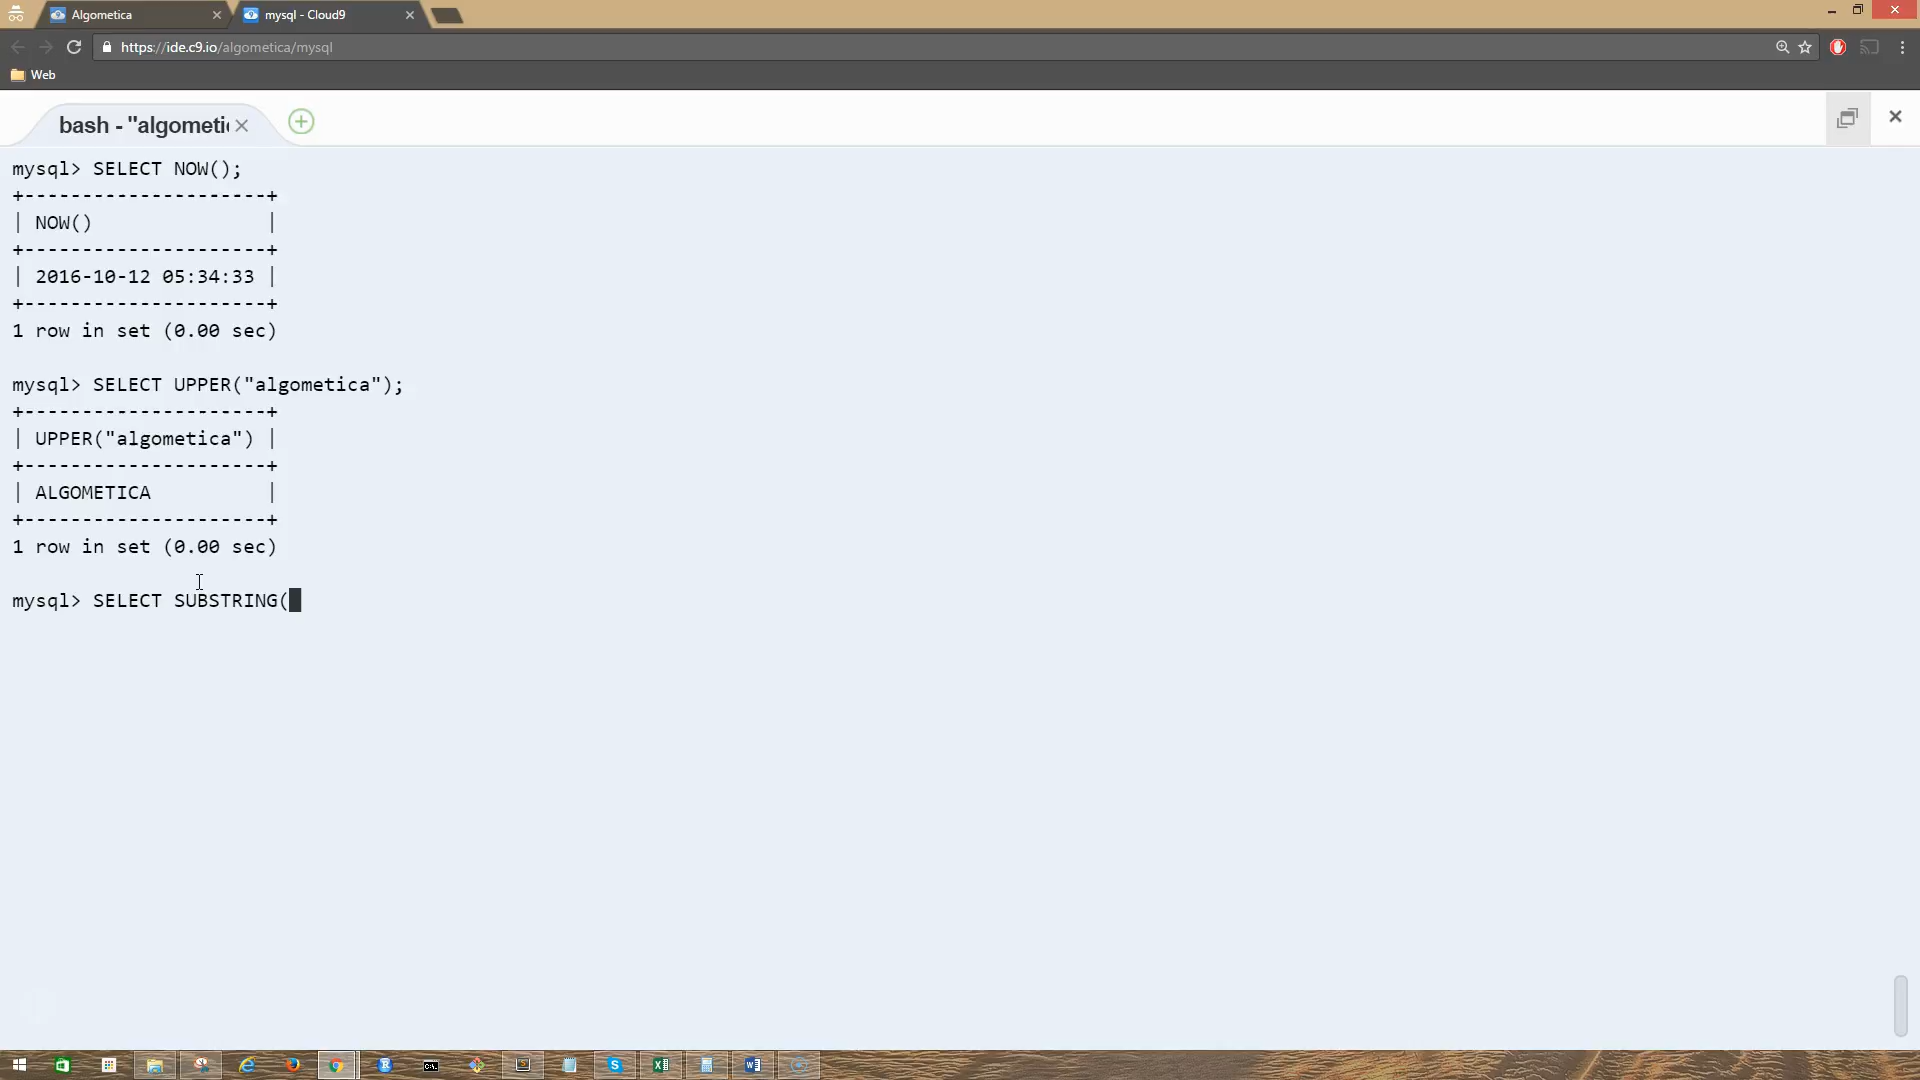 Algometica
mysql - Cloud9
https://ide.c9.io/algometica/mysql
Web
bash - "algometi
mysql> SELECT NOW();
+---------------------+
| NOW()               |
+---------------------+
| 2016-10-12 05:34:33 |
+---------------------+
1 row in set (0.00 sec)
mysql> SELECT UPPER("algometica");
+---------------------+
| UPPER("algometica") |
+---------------------+
| ALGOMETICA          |
+---------------------+
1 row in set (0.00 sec)
mysql> SELECT SUBSTRING(